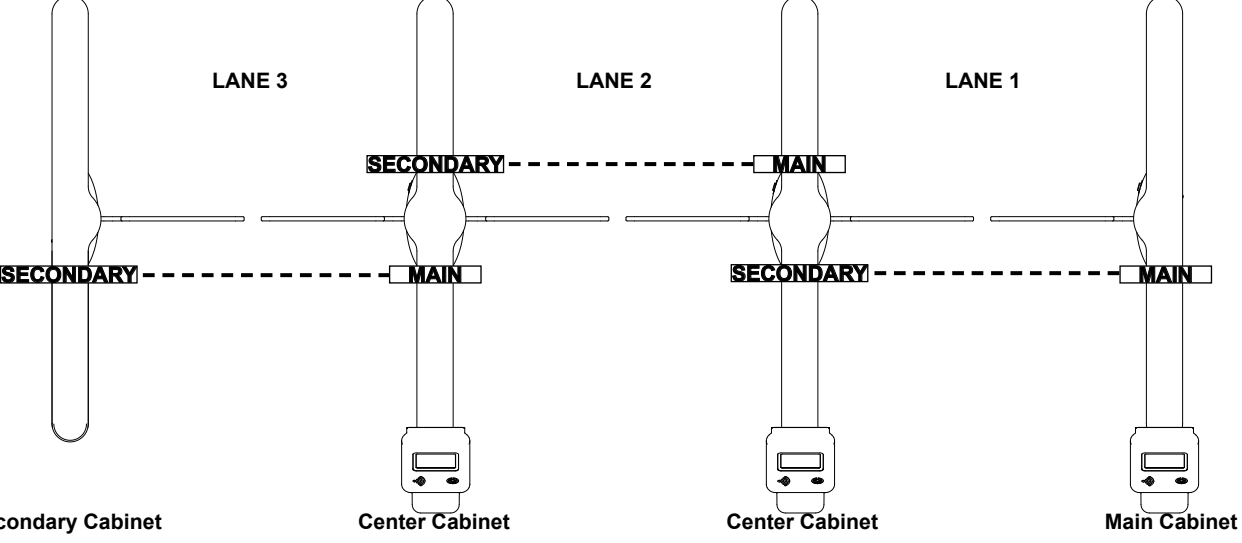 LANE 3 LANE 2 LANE 1
SECONDARY MAIN
SECONDARY MAIN SECONDARY MAIN
condary Cabinet Center Cabinet Center Cabinet Main Cabinet